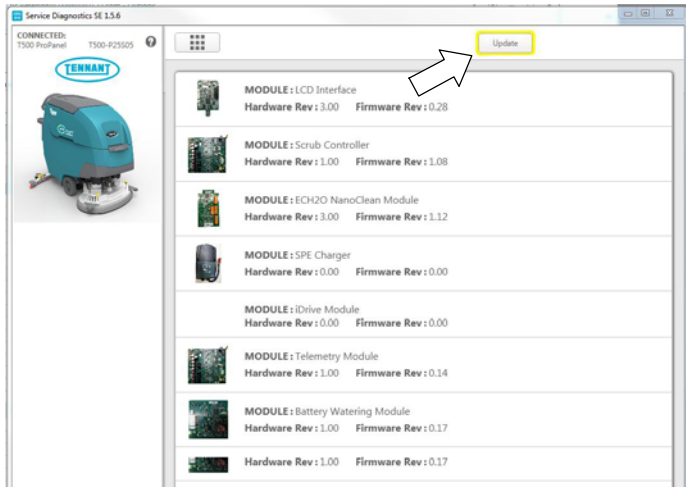 Service Diagnostics SE 1.5.6
CONNECTED:
T500 ProPanel T500-P25S05 ?
TENNANT
Update
MODULE: LCD Interface
Hardware Rev: 3.00 Firmware Rev: 0.28
MODULE: Scrub Controller
Hardware Rev: 1.00 Firmware Rev: 1.08
MODULE: ECH2O NanoClean Module
Hardware Rev: 3.00 Firmware Rev: 1.12
MODULE: SPE Charger
Hardware Rev: 0.00 Firmware Rev: 0.00
MODULE: iDrive Module
Hardware Rev: 0.00 Firmware Rev: 0.00
MODULE: Telemetry Module
Hardware Rev: 1.00 Firmware Rev: 0.14
MODULE: Battery Watering Module
Hardware Rev: 1.00 Firmware Rev: 0.17
Hardware Rev: 1.00 Firmware Rev: 0.17